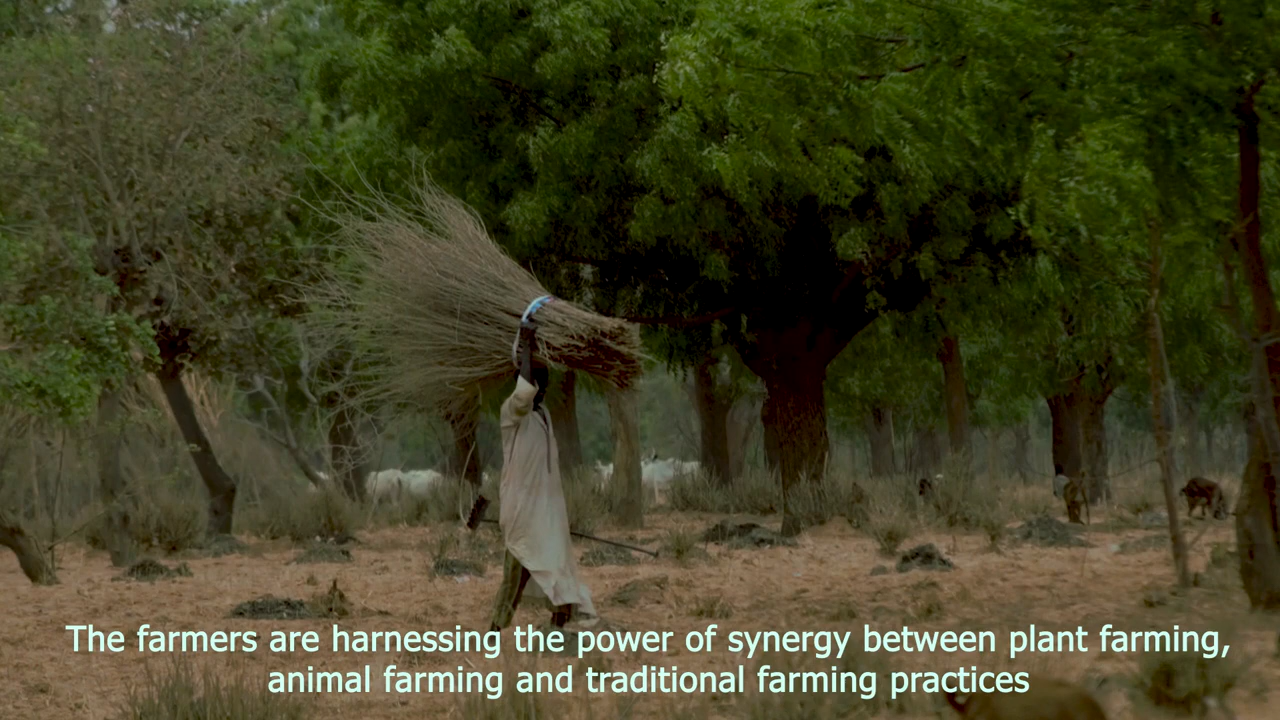 The farmers are harnessing the power of synergy between plant farming,
animal farming and traditional farming practices